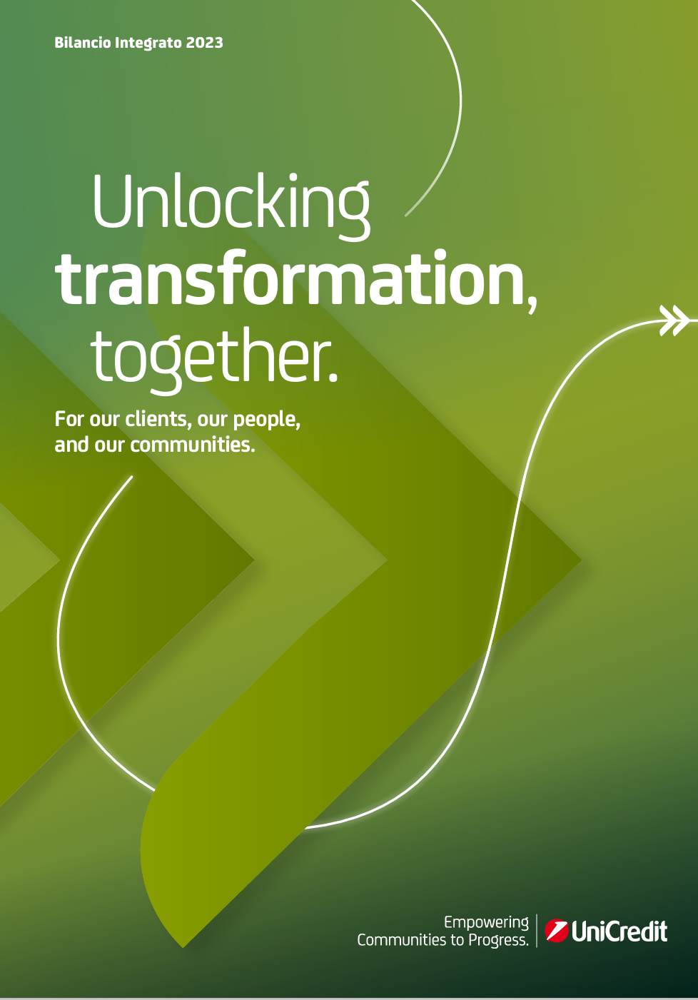 Bilancio Integrato 2023
Unlocking
transformation,
together.
For our clients, our people,
and our communities.
Empowering
Communities to Progress.
UniCredit